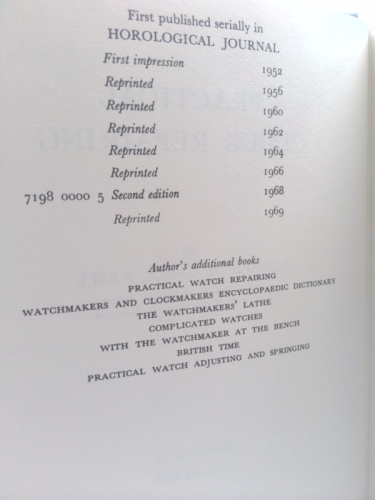 First published serially in
HOROLOGICAL JOURNAL
First impression 1952
Reprinted 1956
Reprinted 1960
Reprinted 1962
Reprinted 1964
Reprinted 1966
7198 0000 5 Second edition 1968
Reprinted 1969
Author's additional books
PRACTICAL WATCH REPAIRING
WATCHMAKERS AND CLOCKMAKERS ENCYCLOPAEDIC DICTIONARY
THE WATCHMAKERS' LATHE
COMPLICATED WATCHES
WITH THE WATCHMAKER AT THE BENCH
BRITISH TIME
PRACTICAL WATCH ADJUSTING AND SPRINGING